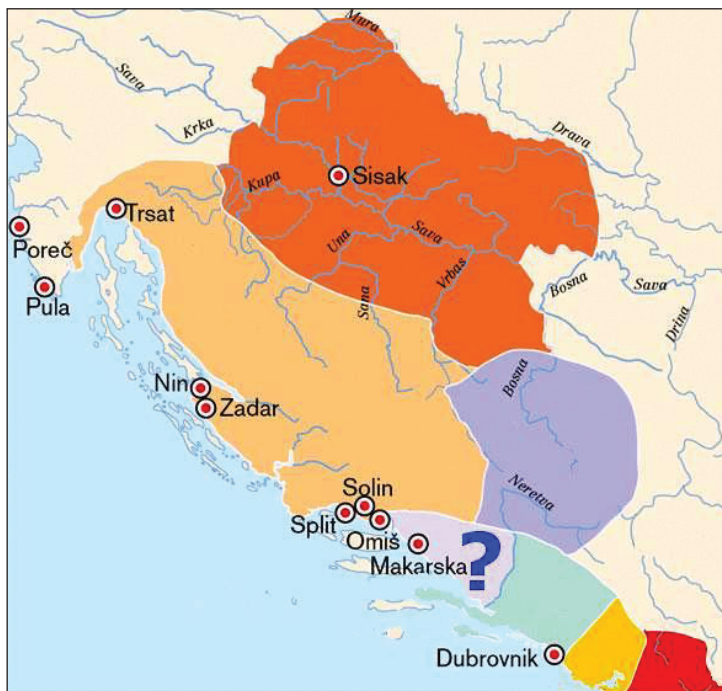 Mura
Sava
Drava
Krka
Kupa
Sisak
Trsat
Una
Sava
Poreč
Vrbas
Bosna
Sava
Pula
Sana
Drina
Bosna
Nin
Zadar
Neretva
Solin
Split
Omiš
Makarska
?
Dubrovnik